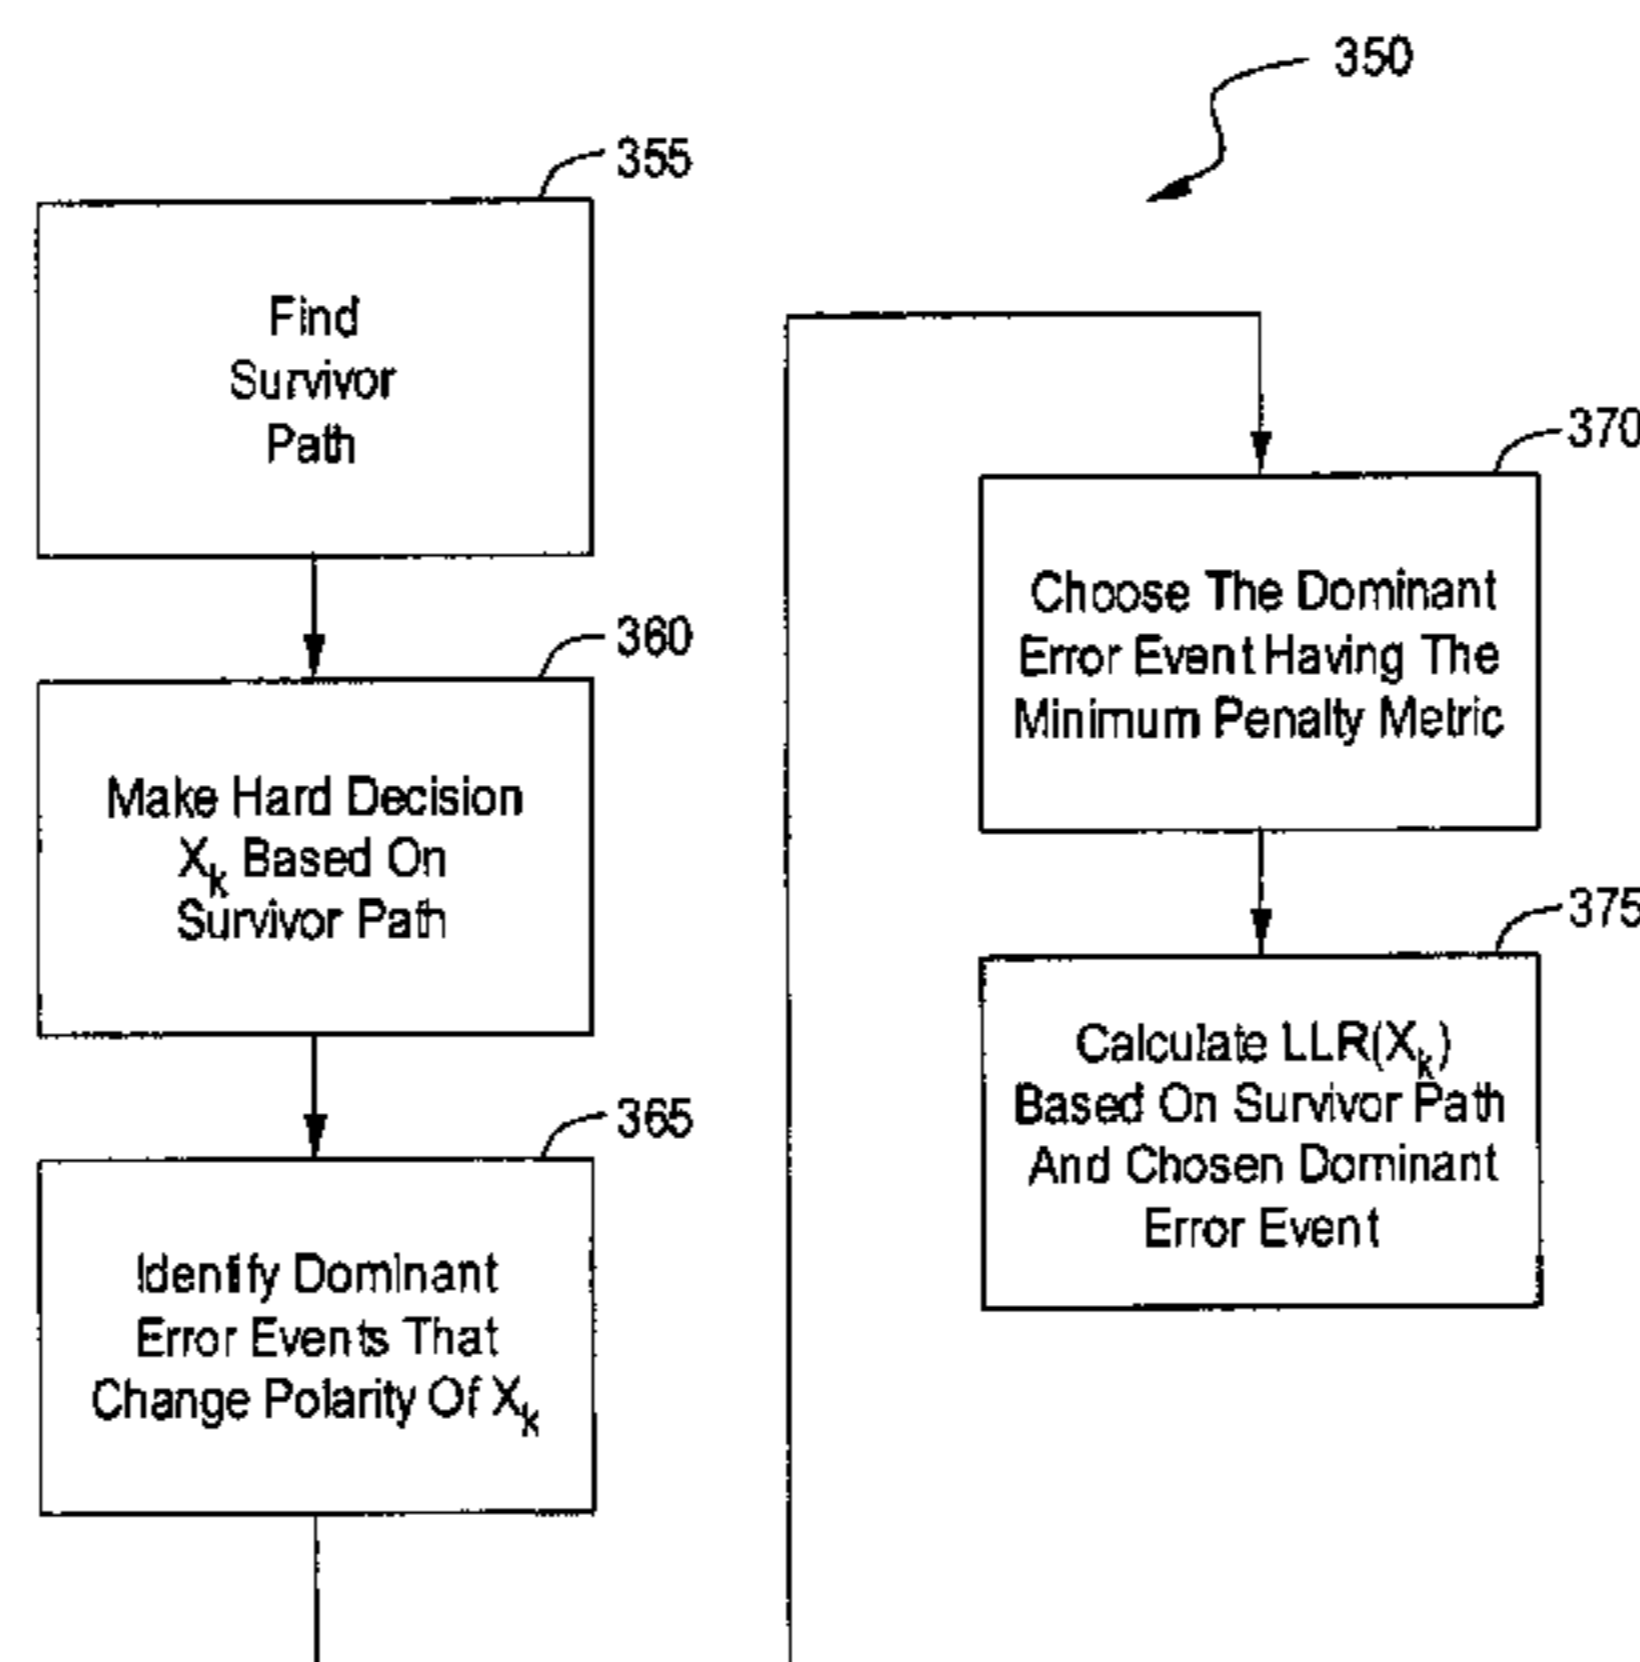 350
355
Find
Survivor
Path
360
Make Hard Decision
Xk Based On
Survivor Path
365
Identify Dominant
Error Events That
Change Polarity Of Xk
370
Choose The Dominant
Error Event Having The
Minimum Penalty Metric
375
Calculate LLR(Xk)
Based On Survivor Path
And Chosen Dominant
Error Event